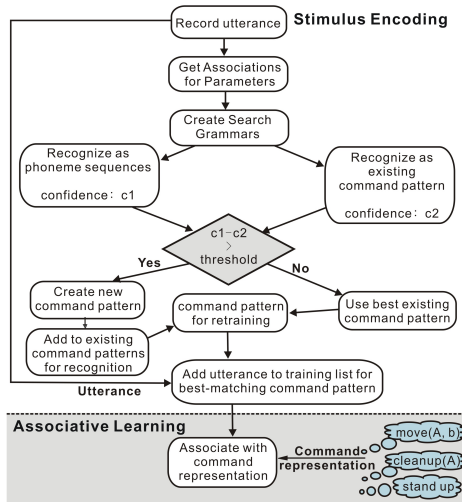 Stimulus Encoding
Record utterance
Get Associations
for Parameters
Create Search
Grammars
Recognize as
phoneme sequences
confidence: c1
Recognize as
existing
command pattern
confidence: c2
c1-c2
>
threshold
Yes
No
Create new
command pattern
command pattern
for retraining
Use best existing
command pattern
Add to existing
command patterns
for recognition
Add utterance to training list for
best-matching command pattern
Utterance
Associative Learning
Associate with
command
representation
Command
representation
move(A, b)
cleanup(A)
stand up